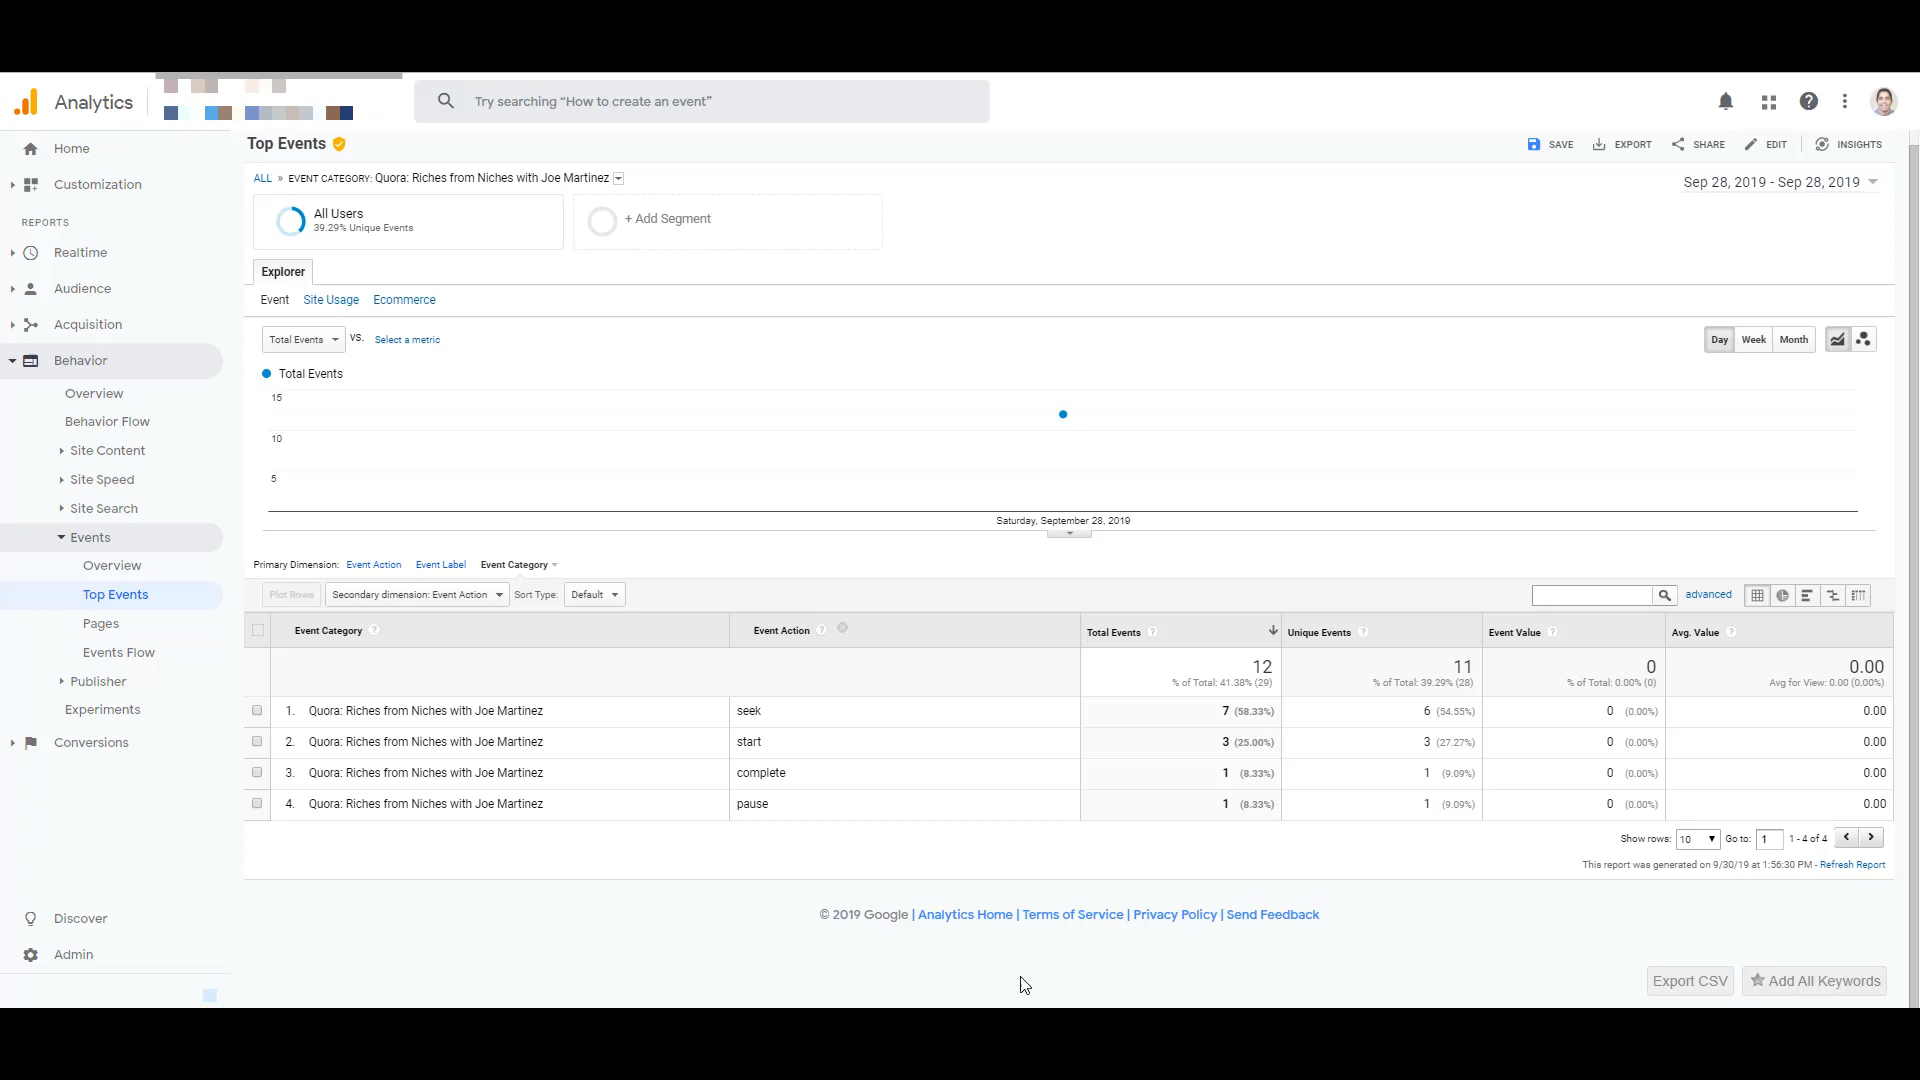 Analytics
Try searching “How to create an event”
Home
Customization
REPORTS
Realtime
Audience
Acquisition
Behavior
Overview
Behavior Flow
Site Content
Site Speed
Site Search
Events
Overview
Top Events
Pages
Events Flow
Publisher
Experiments
Conversions
Discover
Admin
Top Events
SAVE EXPORT SHARE EDIT INSIGHTS
ALL » EVENT CATEGORY: Quora: Riches from Niches with Joe Martinez
Sep 28, 2019 - Sep 28, 2019
All Users
39.29% Unique Events
+ Add Segment
Explorer
Event Site Usage Ecommerce
Total Events VS. Select a metric
Day Week Month
Total Events
15
10
5
Saturday, September 28, 2019
Primary Dimension: Event Action Event Label Event Category
Plot Rows Secondary dimension: Event Action Sort Type: Default advanced
Event Category ? Event Action ? Total Events ? Unique Events ? Event Value ? Avg. Value ?
12 11 0 0.00
% of Total: 41.38% (29) % of Total: 39.29% (28) % of Total: 0.00% (0) Avg for View: 0.00 (0.00%)
1. Quora: Riches from Niches with Joe Martinez seek 7 (58.33%) 6 (54.55%) 0 (0.00%) 0.00
2. Quora: Riches from Niches with Joe Martinez start 3 (25.00%) 3 (27.27%) 0 (0.00%) 0.00
3. Quora: Riches from Niches with Joe Martinez complete 1 (8.33%) 1 (9.09%) 0 (0.00%) 0.00
4. Quora: Riches from Niches with Joe Martinez pause 1 (8.33%) 1 (9.09%) 0 (0.00%) 0.00
Show rows: 10 Go to: 1 1 - 4 of 4
This report was generated on 9/30/19 at 1:56:30 PM - Refresh Report
© 2019 Google | Analytics Home | Terms of Service | Privacy Policy | Send Feedback
Export CSV Add All Keywords